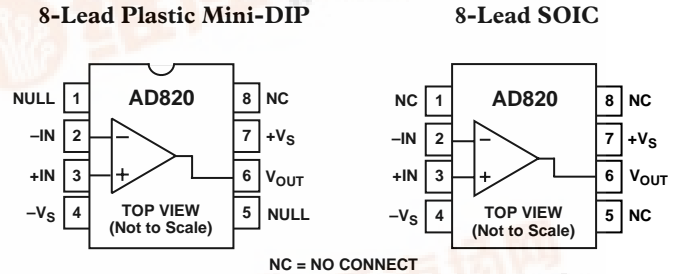 8-Lead Plastic Mini-DIP
NULL 1 AD820 8 NC
–IN 2 – 7 +VS
+IN 3 + 6 VOUT
–VS 4 TOP VIEW 5 NULL
(Not to Scale)
8-Lead SOIC
NC 1 AD820 8 NC
–IN 2 – 7 +VS
+IN 3 + 6 VOUT
–VS 4 TOP VIEW 5 NC
(Not to Scale)
NC = NO CONNECT